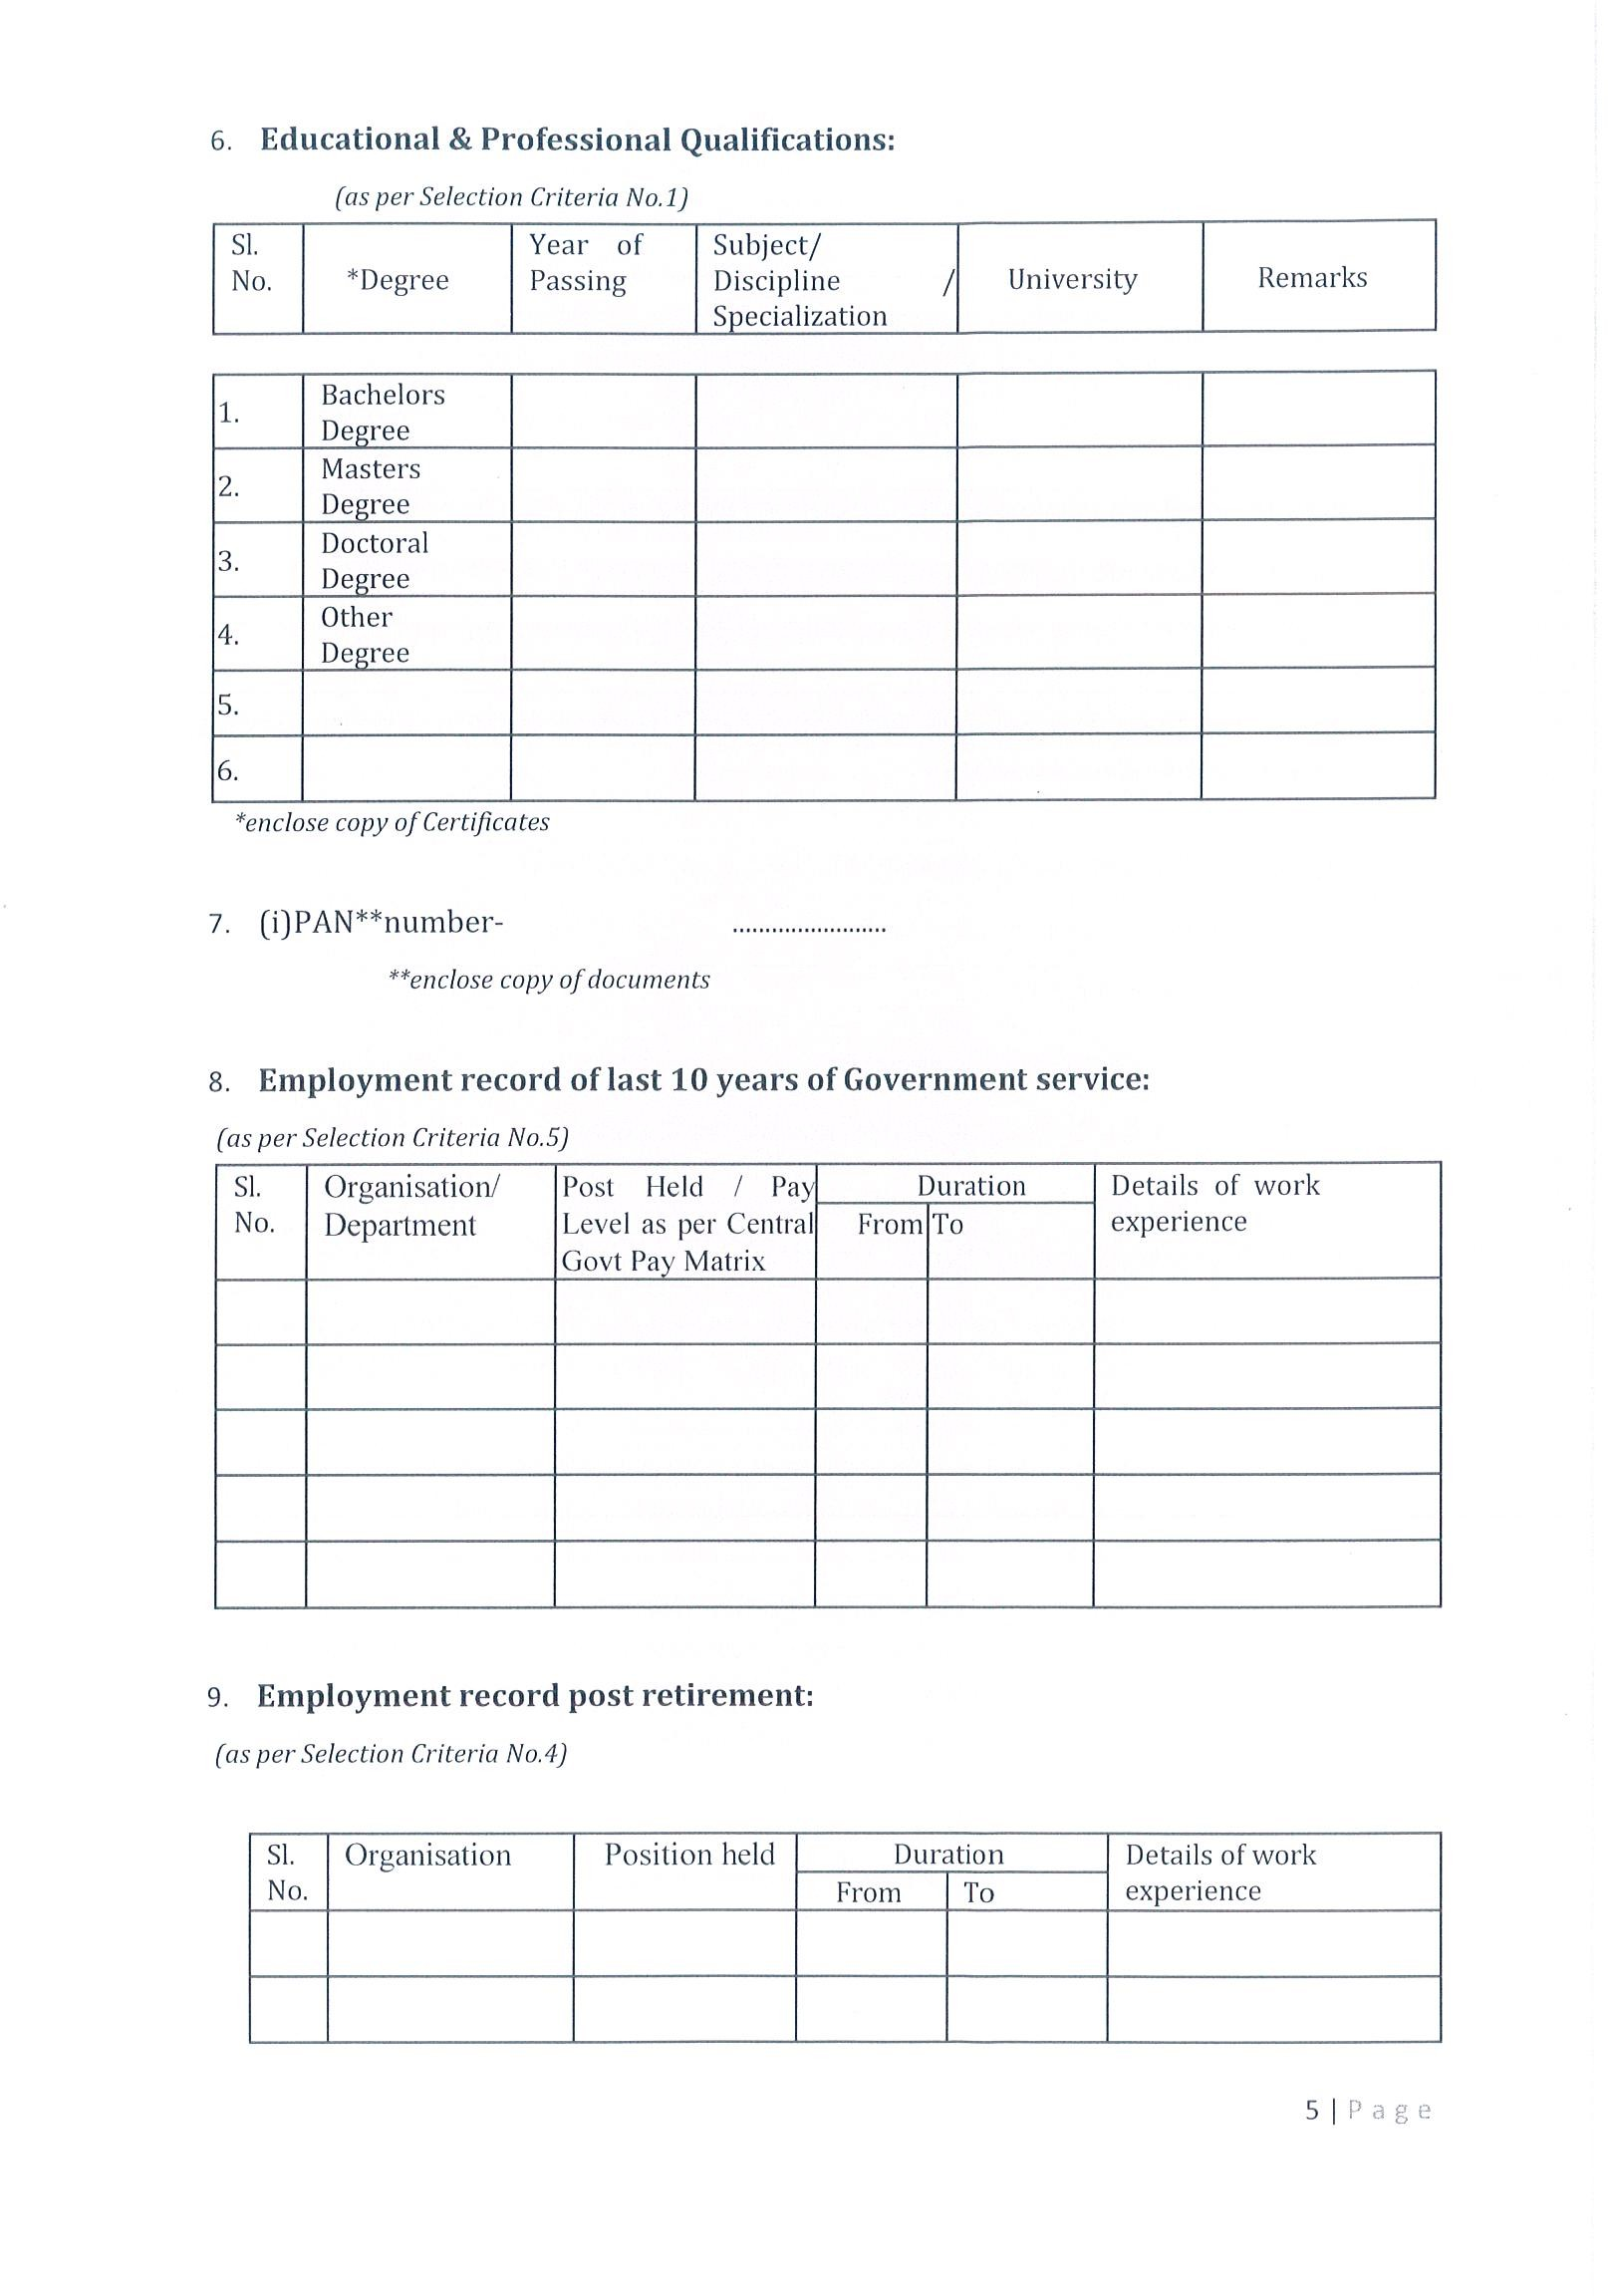 6. Educational & Professional Qualifications:
(as per Selection Criteria No.1)
Sl. No. *Degree Year of Passing Subject/ Discipline / Specialization University Remarks
1. Bachelors Degree
2. Masters Degree
3. Doctoral Degree
4. Other Degree
5.
6.
*enclose copy of Certificates
7. (i)PAN**number- ........................
**enclose copy of documents
8. Employment record of last 10 years of Government service:
(as per Selection Criteria No.5)
Sl. No. Organisation/ Department Post Held / Pay Level as per Central Govt Pay Matrix Duration From To Details of work experience
9. Employment record post retirement:
(as per Selection Criteria No.4)
Sl. No. Organisation Position held Duration From To Details of work experience
5 | Page